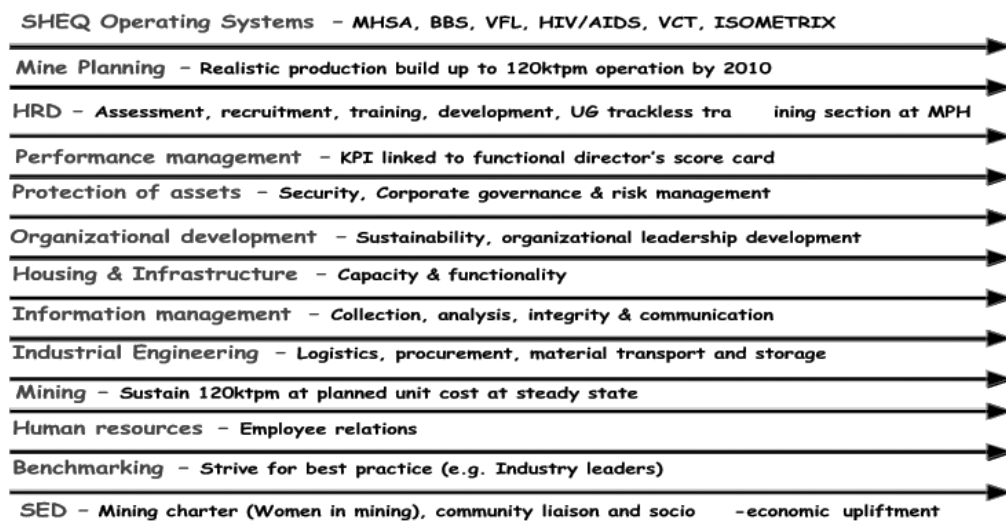 SHEQ Operating Systems – MHSA, BBS, VFL, HIV/AIDS, VCT, ISOMETRIX
Mine Planning – Realistic production build up to 120ktpm operation by 2010
HRD – Assessment, recruitment, training, development, UG trackless tra ining section at MPH
Performance management – KPI linked to functional director's score card
Protection of assets – Security, Corporate governance & risk management
Organizational development – Sustainability, organizational leadership development
Housing & Infrastructure – Capacity & functionality
Information management – Collection, analysis, integrity & communication
Industrial Engineering – Logistics, procurement, material transport and storage
Mining – Sustain 120ktpm at planned unit cost at steady state
Human resources – Employee relations
Benchmarking – Strive for best practice (e.g. Industry leaders)
SED – Mining charter (Women in mining), community liaison and socio -economic upliftment